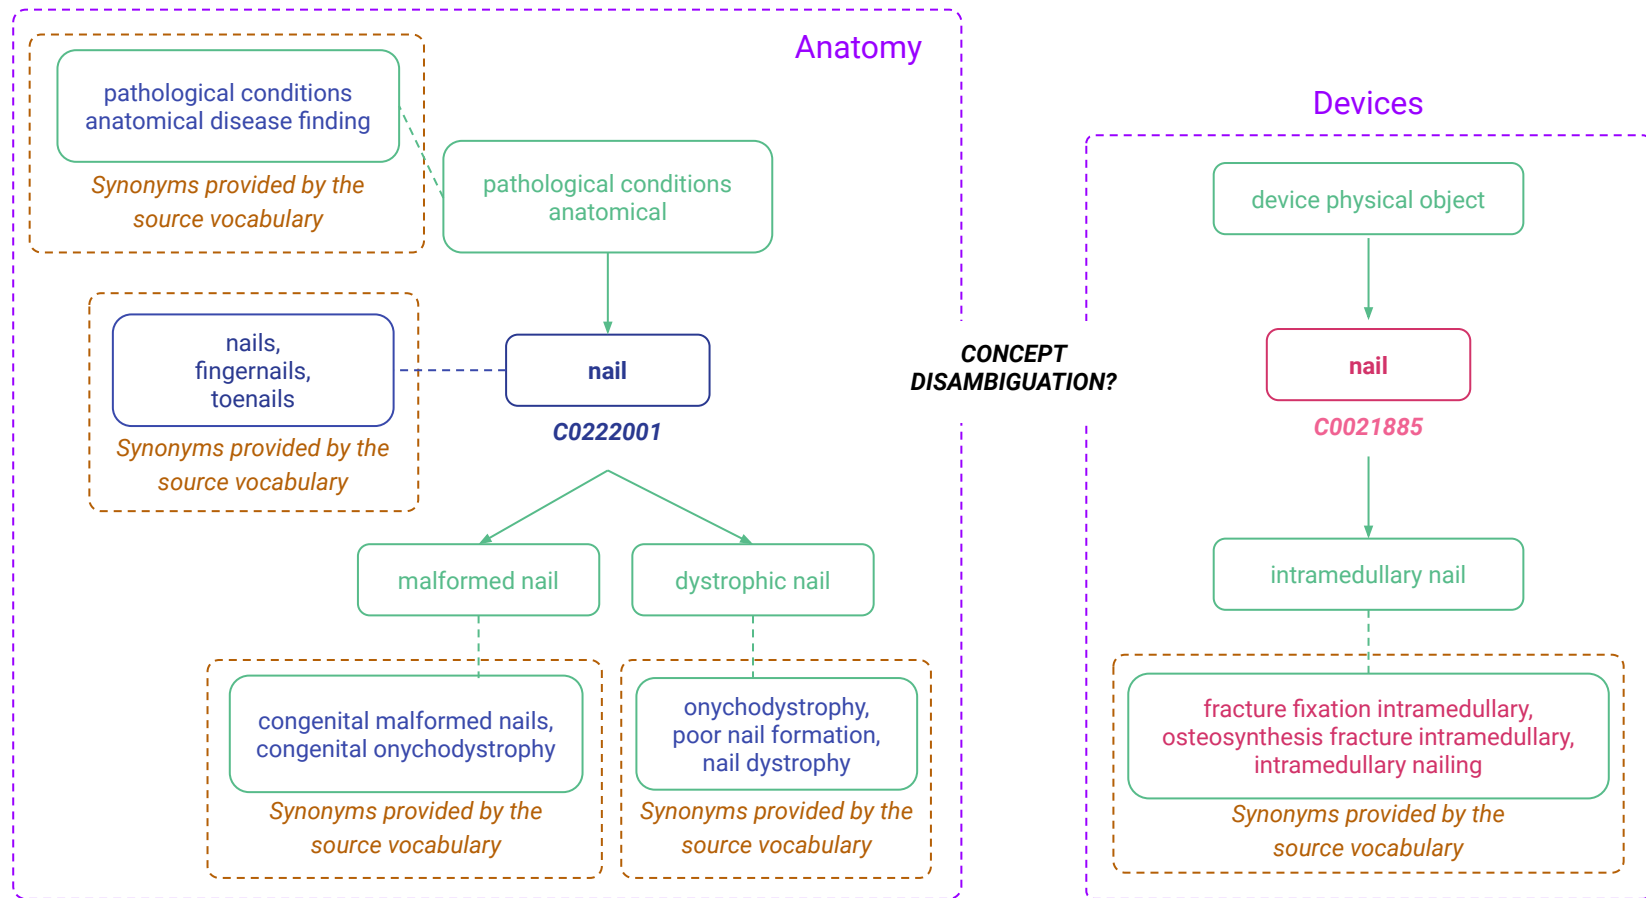 Anatomy
pathological conditions
anatomical disease finding
Synonyms provided by the
source vocabulary
pathological conditions
anatomical
nails,
fingernails,
toenails
Synonyms provided by the
source vocabulary
nail
C0222001
malformed nail
dystrophic nail
congenital malformed nails,
congenital onychodystrophy
Synonyms provided by the
source vocabulary
onychodystrophy,
poor nail formation,
nail dystrophy
Synonyms provided by the
source vocabulary
CONCEPT
DISAMBIGUATION?
Devices
device physical object
nail
C0021885
intramedullary nail
fracture fixation intramedullary,
osteosynthesis fracture intramedullary,
intramedullary nailing
Synonyms provided by the
source vocabulary